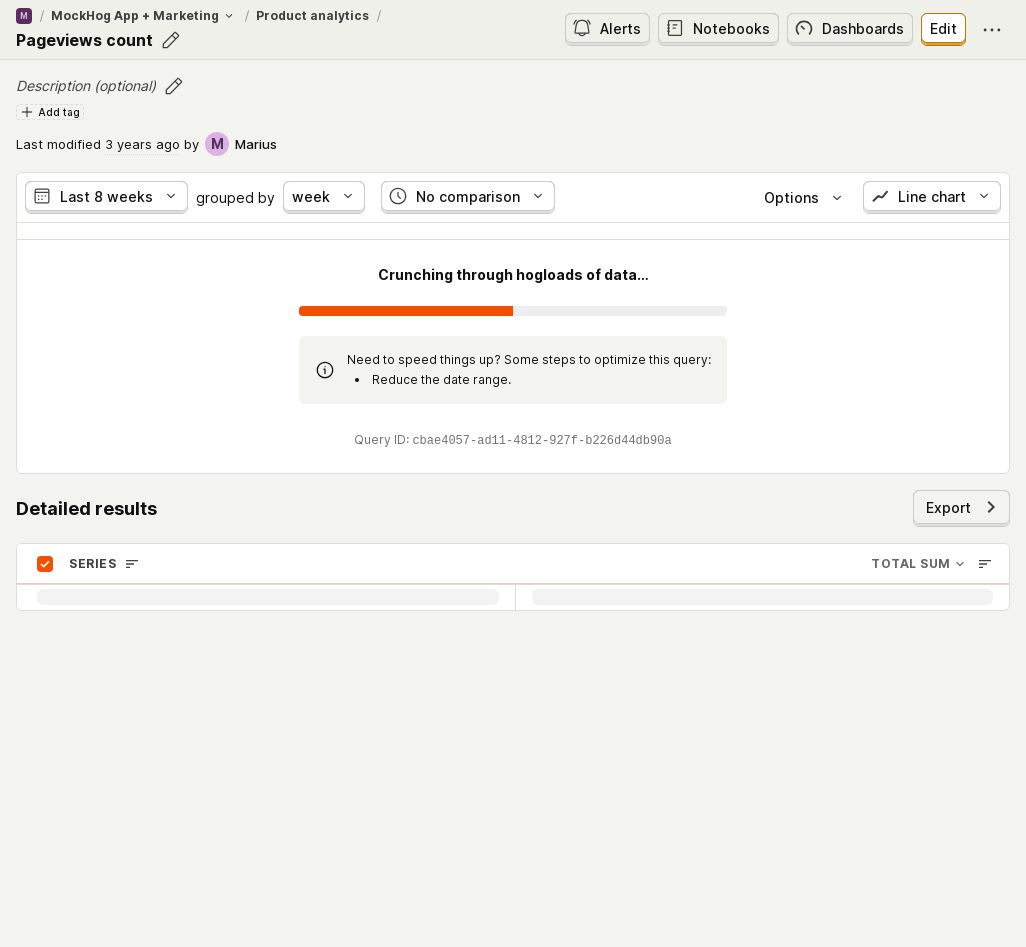 M / MockHog App + Marketing / Product analytics /
Pageviews count
Alerts
Notebooks
Dashboards
Edit
Description (optional)
Add tag
Last modified 3 years ago by M Marius
Last 8 weeks grouped by week No comparison Options Line chart
Crunching through hogloads of data...
Need to speed things up? Some steps to optimize this query:
• Reduce the date range.
Query ID: cbae4057-ad11-4812-927f-b226d44db90a
Detailed results
Export
SERIES TOTAL SUM